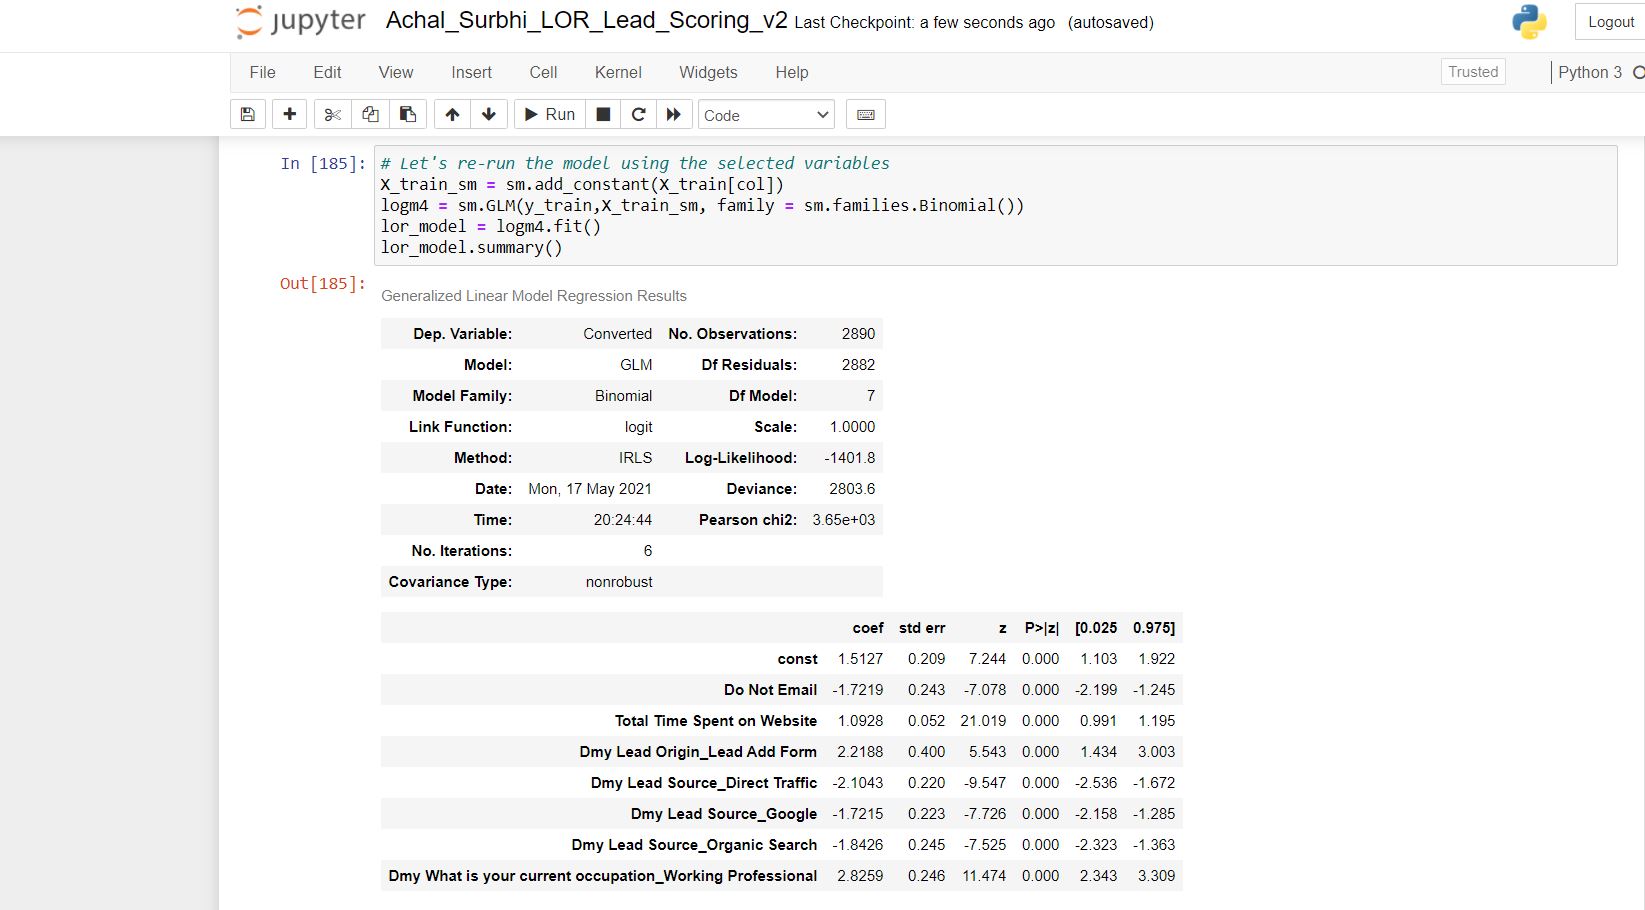 jupyter Achal_Surbhi_LOR_Lead_Scoring_v2 Last Checkpoint: a few seconds ago (autosaved) Logout
File Edit View Insert Cell Kernel Widgets Help Trusted Python 3
Run Code
In [185]: # Let's re-run the model using the selected variables
X_train_sm = sm.add_constant(X_train[col])
logm4 = sm.GLM(y_train,X_train_sm, family = sm.families.Binomial())
lor_model = logm4.fit()
lor_model.summary()
Out[185]:
Generalized Linear Model Regression Results
Dep. Variable: Converted No. Observations: 2890
Model: GLM Df Residuals: 2882
Model Family: Binomial Df Model: 7
Link Function: logit Scale: 1.0000
Method: IRLS Log-Likelihood: -1401.8
Date: Mon, 17 May 2021 Deviance: 2803.6
Time: 20:24:44 Pearson chi2: 3.65e+03
No. Iterations: 6
Covariance Type: nonrobust
coef std err z P>|z| [0.025 0.975]
const 1.5127 0.209 7.244 0.000 1.103 1.922
Do Not Email -1.7219 0.243 -7.078 0.000 -2.199 -1.245
Total Time Spent on Website 1.0928 0.052 21.019 0.000 0.991 1.195
Dmy Lead Origin_Lead Add Form 2.2188 0.400 5.543 0.000 1.434 3.003
Dmy Lead Source_Direct Traffic -2.1043 0.220 -9.547 0.000 -2.536 -1.672
Dmy Lead Source_Google -1.7215 0.223 -7.726 0.000 -2.158 -1.285
Dmy Lead Source_Organic Search -1.8426 0.245 -7.525 0.000 -2.323 -1.363
Dmy What is your current occupation_Working Professional 2.8259 0.246 11.474 0.000 2.343 3.309